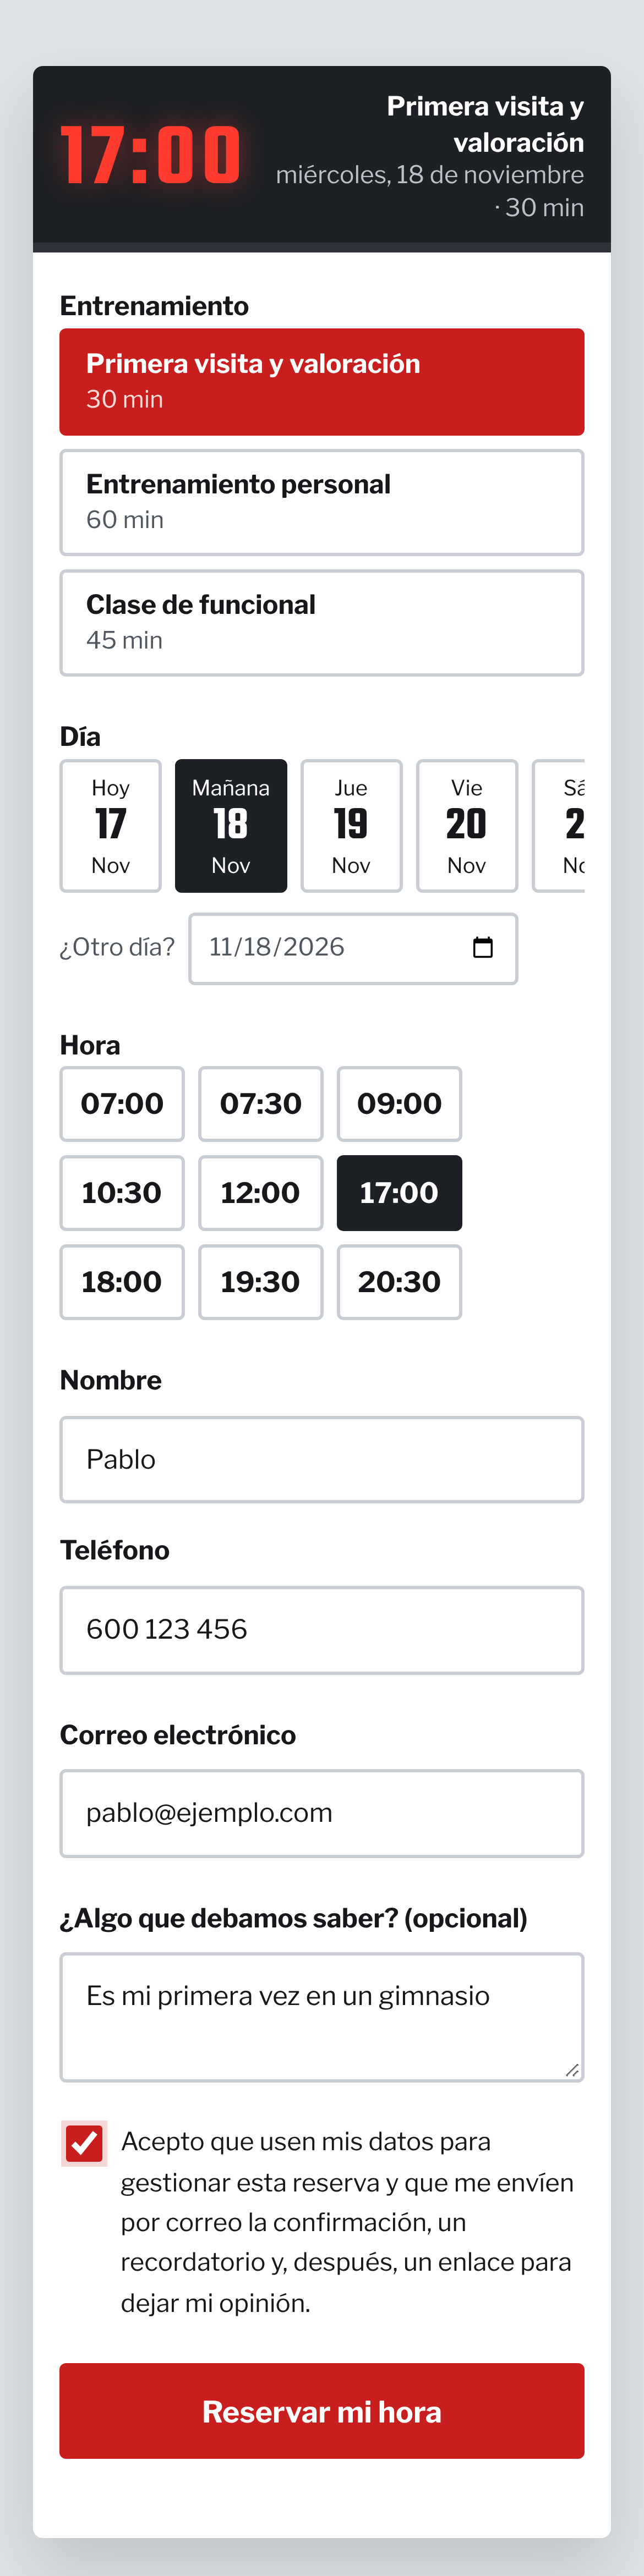 17:00
Primera visita y
valoración
miércoles, 18 de noviembre
· 30 min
Entrenamiento
Primera visita y valoración
30 min
Entrenamiento personal
60 min
Clase de funcional
45 min
Día
Hoy Mañana Jue Vie
17 18 19 20
Nov Nov Nov Nov
¿Otro día? 11/18/2026
Hora
07:00 07:30 09:00
10:30 12:00 17:00
18:00 19:30 20:30
Nombre
Pablo
Teléfono
600 123 456
Correo electrónico
pablo@ejemplo.com
¿Algo que debamos saber? (opcional)
Es mi primera vez en un gimnasio
Acepto que usen mis datos para
gestionar esta reserva y que me envíen
por correo la confirmación, un
recordatorio y, después, un enlace para
dejar mi opinión.
Reservar mi hora